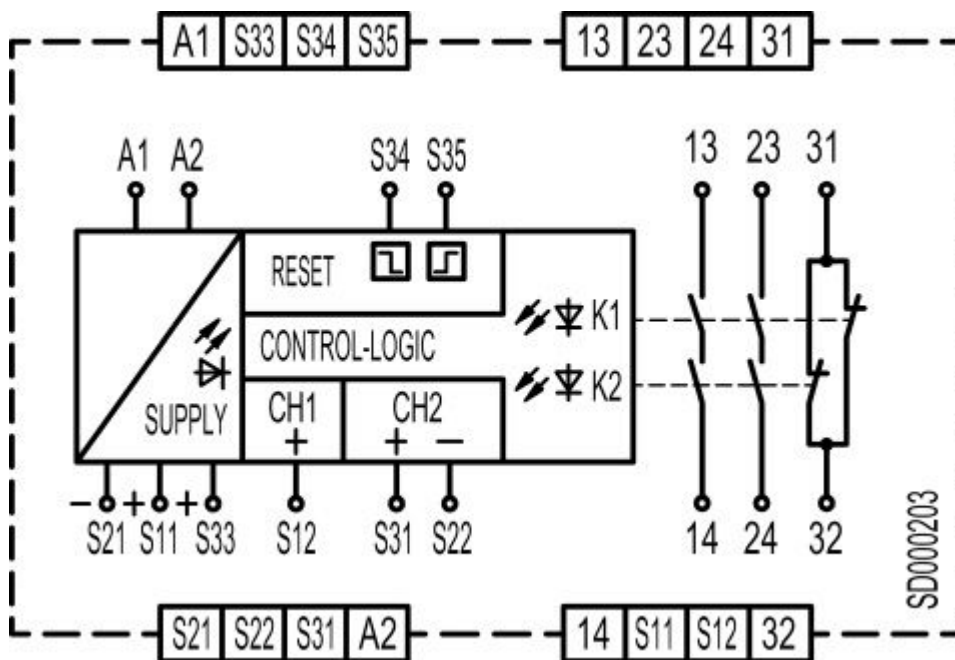 A1 S33 S34 S35 13 23 24 31
A1 A2 S34 S35 13 23 31
RESET
K1
CONTROL-LOGIC
K2
SUPPLY
CH1 CH2
+ + −
− + +
S21 S11 S33 S12 S31 S22 14 24 32
SD000203
S21 S22 S31 A2 14 S11 S12 32